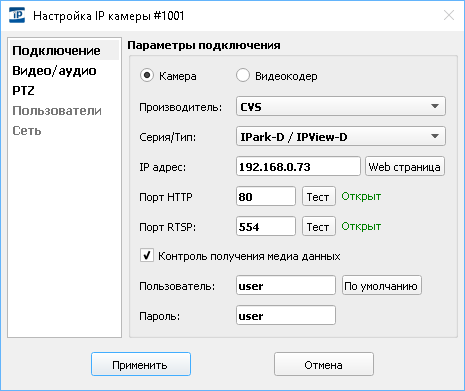 iP Настройка IP камеры #1001
Подключение
Видео/аудио
PTZ
Пользователи
Сеть
Параметры подключения
Камера Видеокодер
Производитель: CVS
Серия/Тип: IPark-D / IPView-D
IP адрес: 192.168.0.73 Web страница
Порт HTTP 80 Тест Открыт
Порт RTSP: 554 Тест Открыт
Контроль получения медиа данных
Пользователь: user По умолчанию
Пароль: user
Применить Отмена